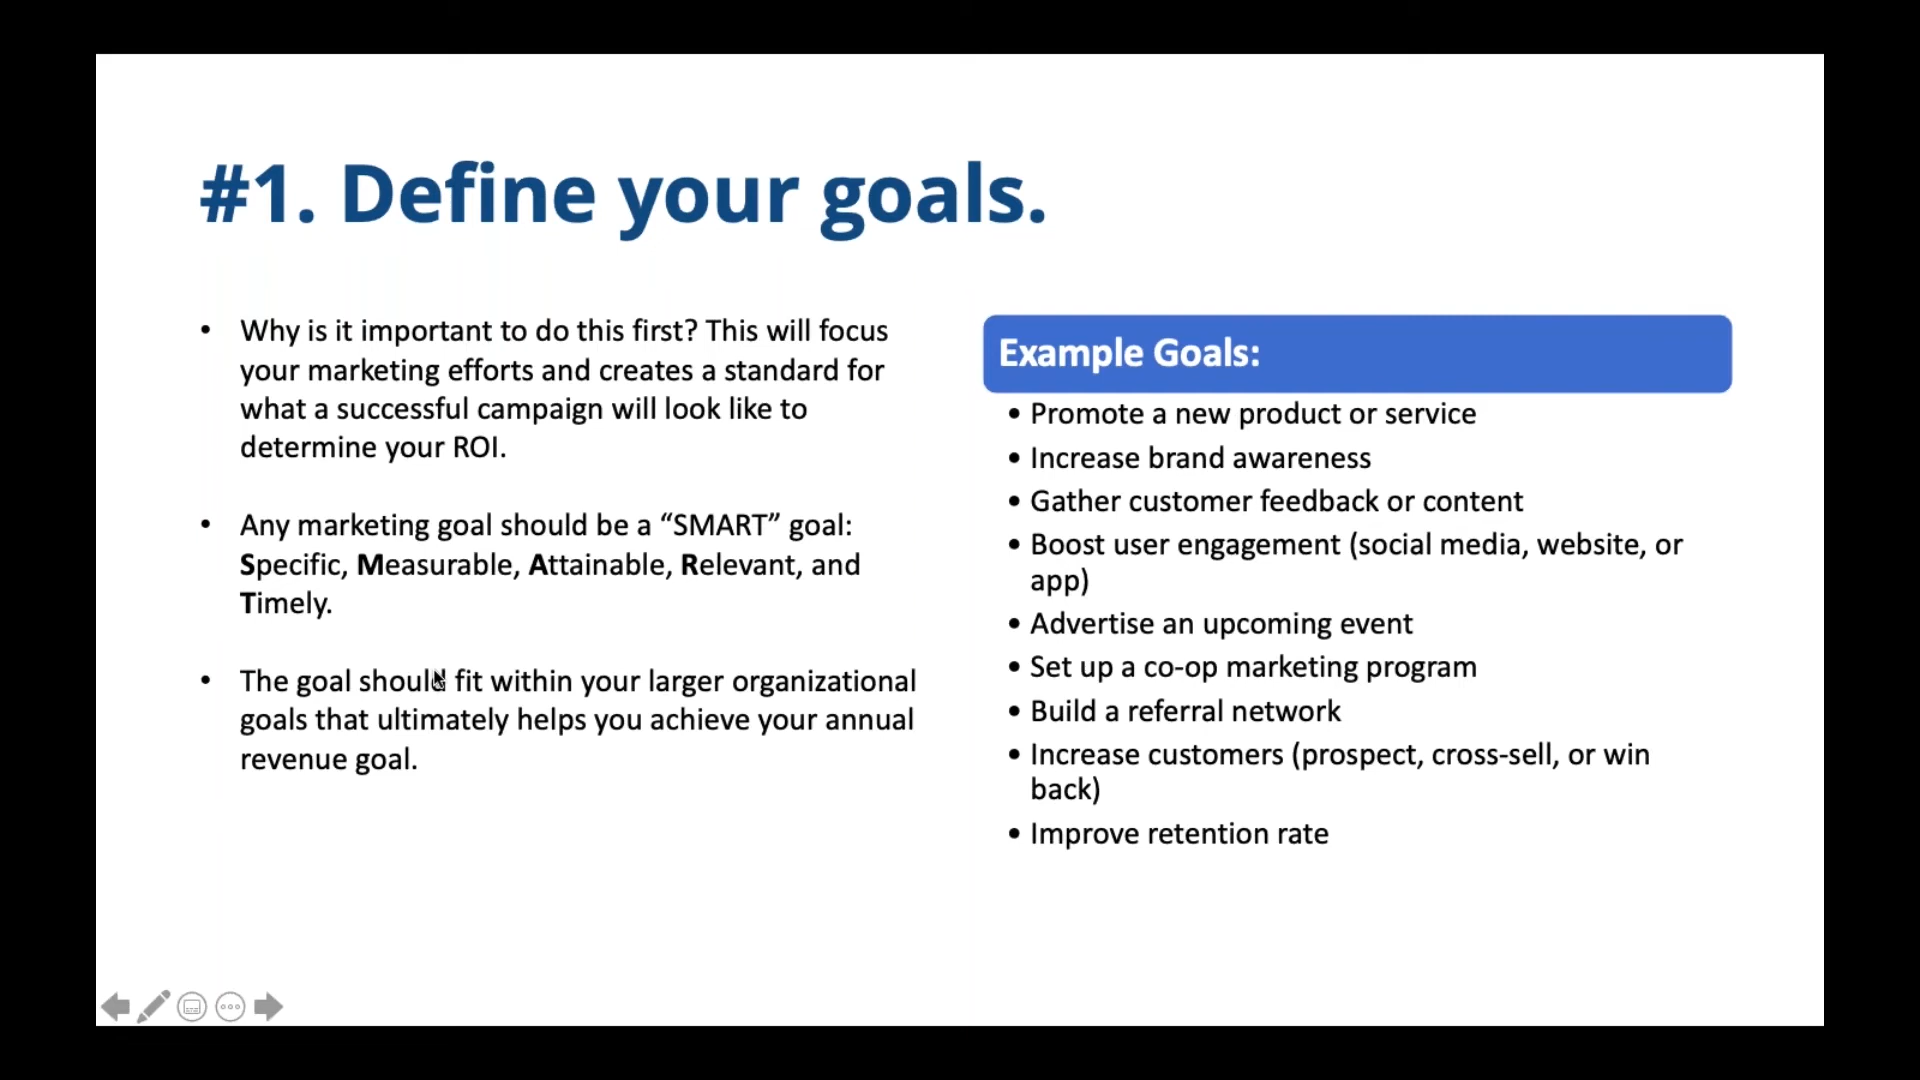 #1. Define your goals.
• Why is it important to do this first? This will focus
your marketing efforts and creates a standard for
what a successful campaign will look like to
determine your ROI.
• Any marketing goal should be a “SMART” goal:
Specific, Measurable, Attainable, Relevant, and
Timely.
• The goal should fit within your larger organizational
goals that ultimately helps you achieve your annual
revenue goal.
Example Goals:
• Promote a new product or service
• Increase brand awareness
• Gather customer feedback or content
• Boost user engagement (social media, website, or
app)
• Advertise an upcoming event
• Set up a co-op marketing program
• Build a referral network
• Increase customers (prospect, cross-sell, or win
back)
• Improve retention rate